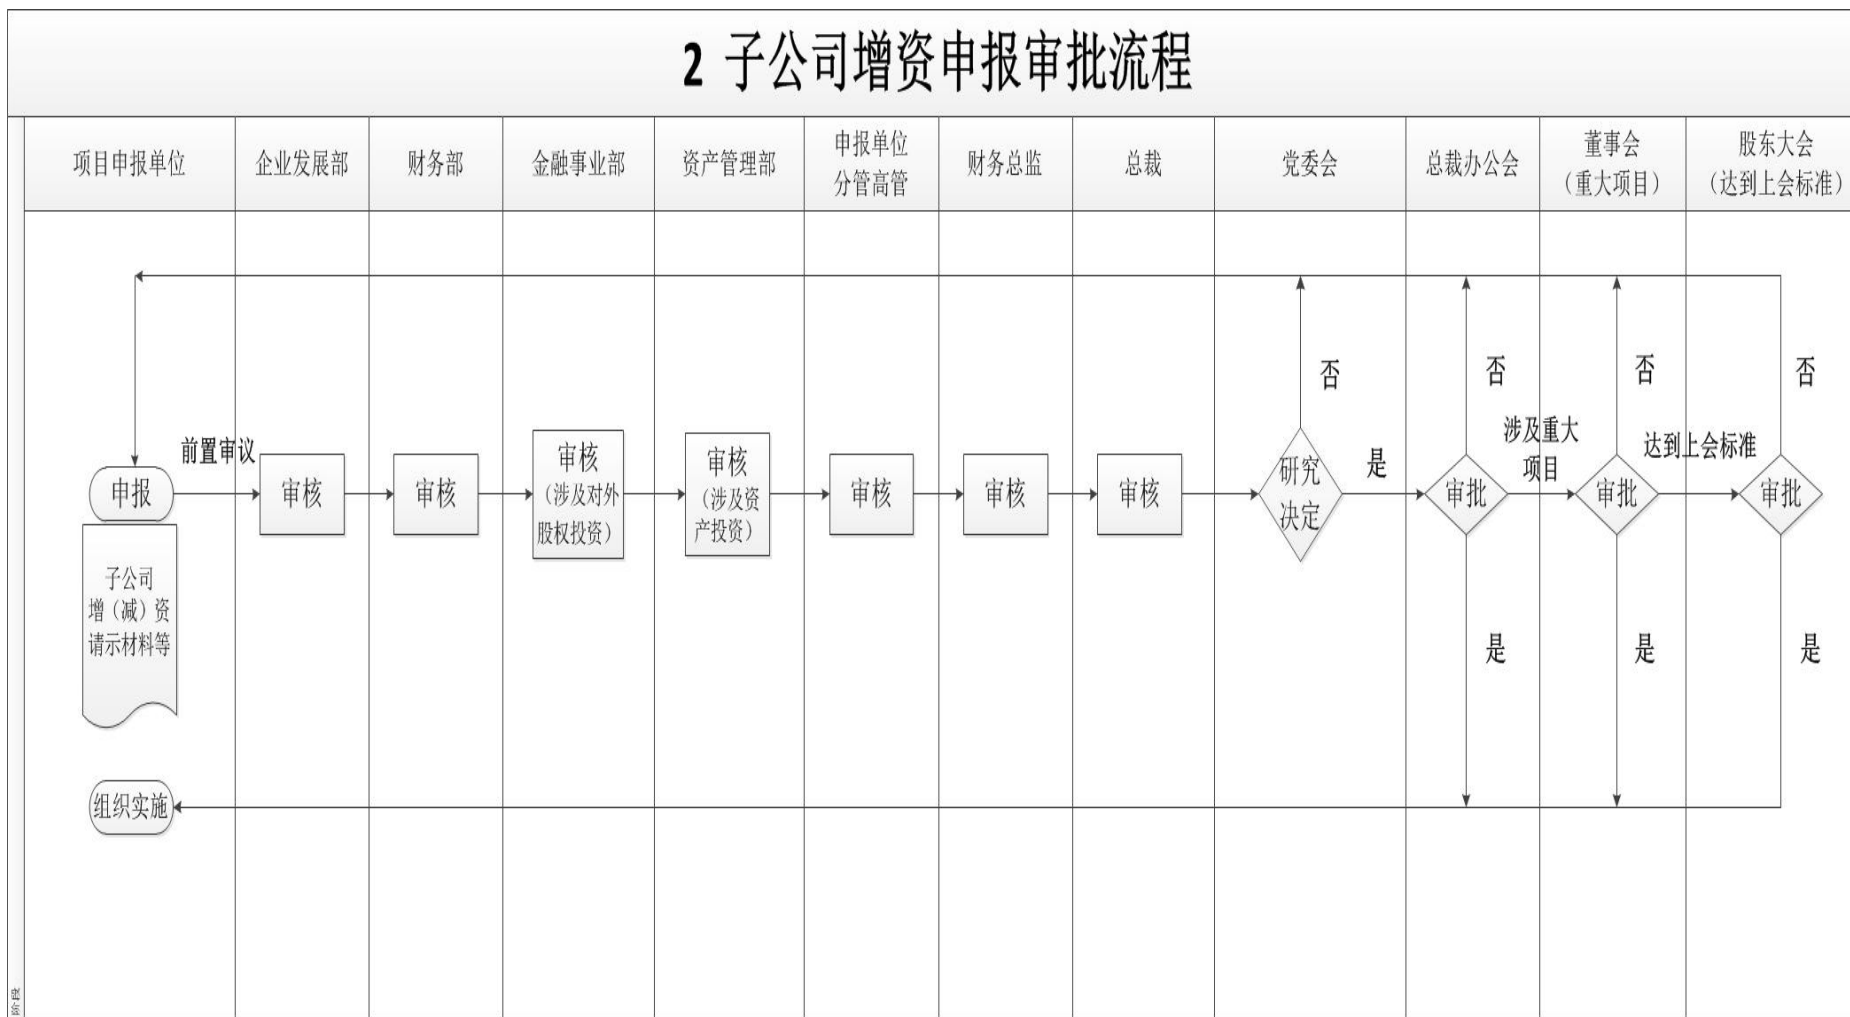 2 子公司增资申报审批流程
项目申报单位
企业发展部
财务部
金融事业部
资产管理部
申报单位
分管高管
财务总监
总裁
党委会
总裁办公会
董事会
（重大项目）
股东大会
（达到上会标准）
否
否
否
否
前置审议
涉及重大
项目
达到上会标准
申报
审核
审核
审核
（涉及对外
股权投资）
审核
（涉及资
产投资）
审核
审核
审核
研究
决定
是
审批
审批
审批
子公司
增（减）资
请示材料等
是
是
是
组织实施
阶段